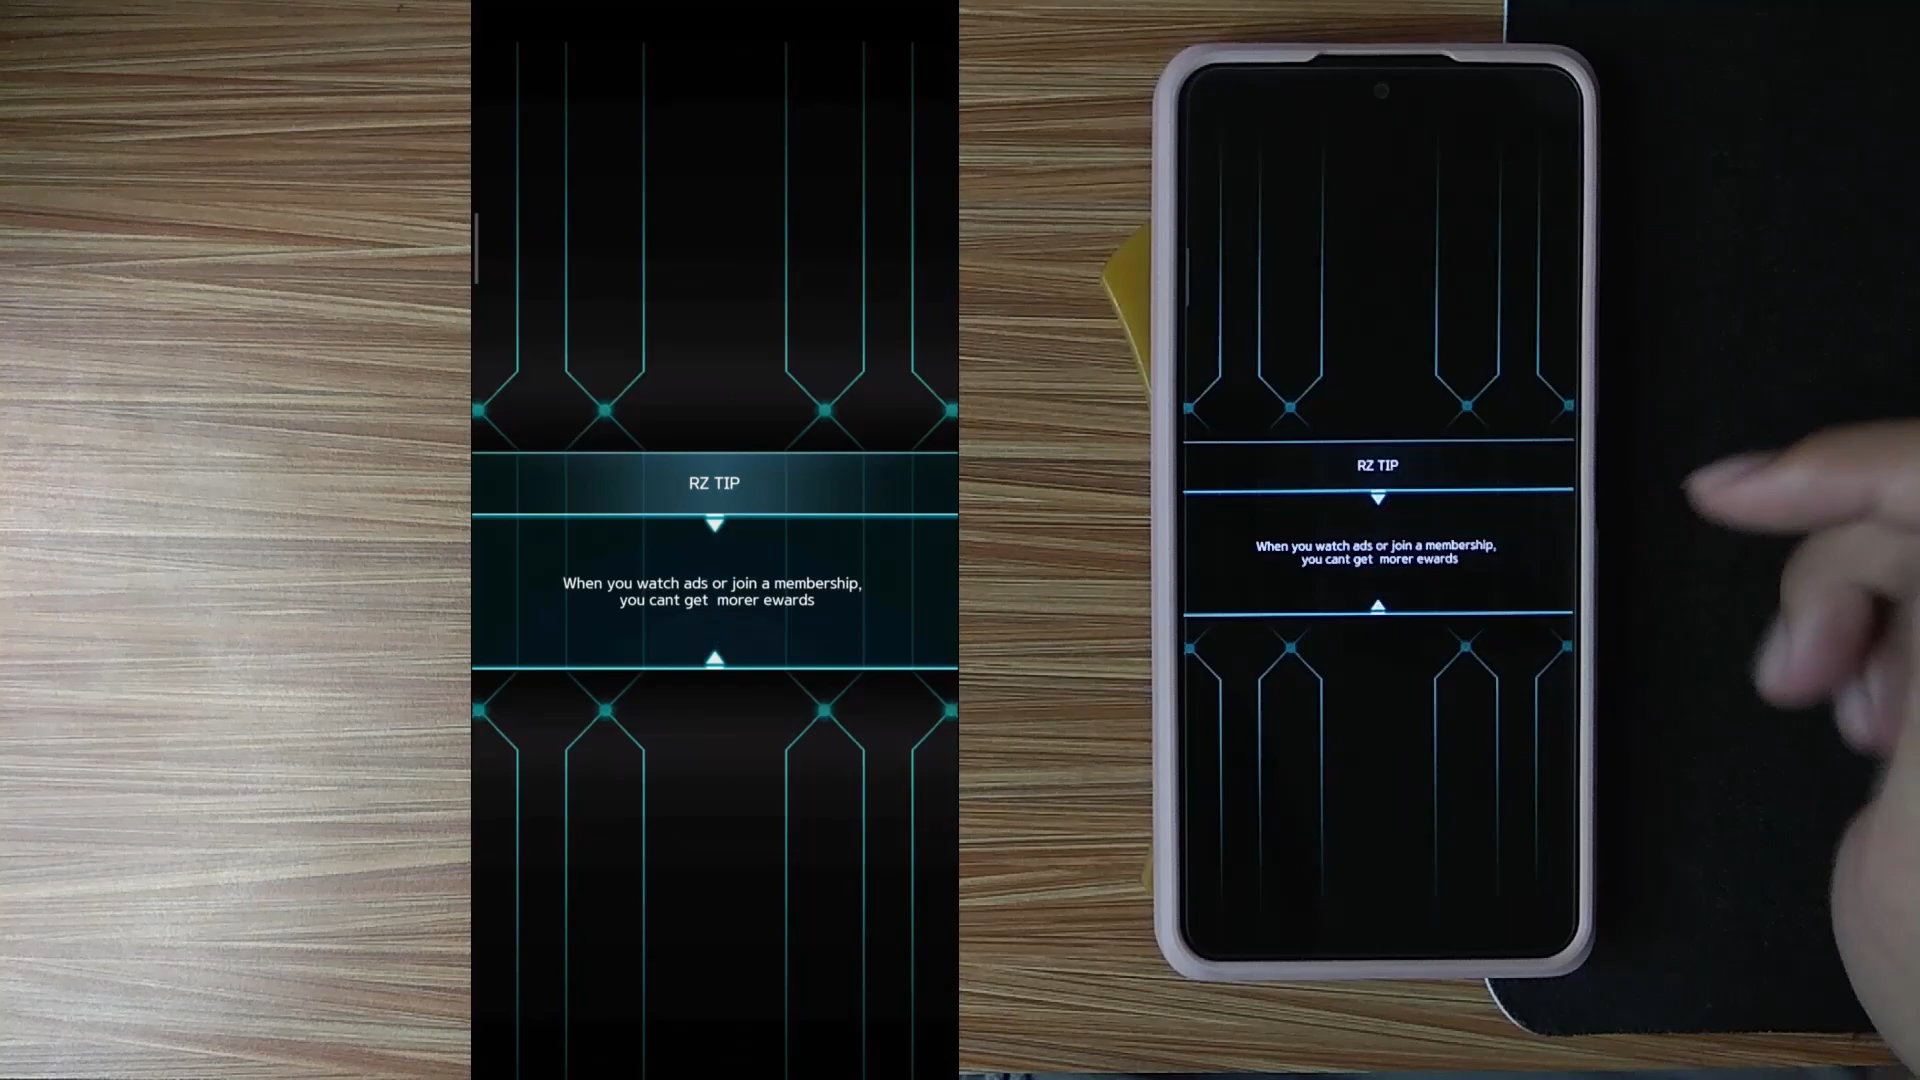 RZ TIP
When you watch ads or join a membership,
you cant get  morer ewards
RZ TIP
When you watch ads or join a membership,
you cant get  morer ewards